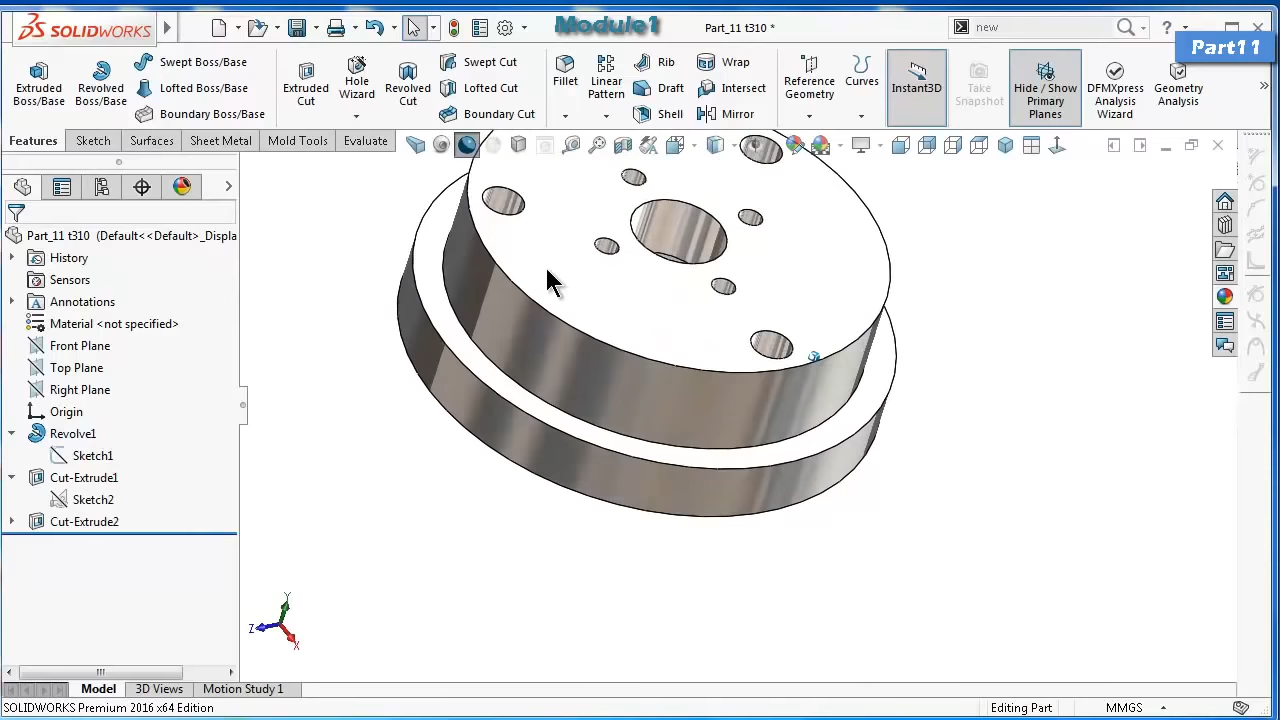 SOLIDWORKS
Module1
Part_11 t310 *
new
?
Part11
Extruded Boss/Base
Revolved Boss/Base
Swept Boss/Base
Lofted Boss/Base
Boundary Boss/Base
Extruded Cut
Hole Wizard
Revolved Cut
Swept Cut
Lofted Cut
Boundary Cut
Fillet
Linear Pattern
Rib
Draft
Shell
Wrap
Intersect
Mirror
Reference Geometry
Curves
Instant3D
Take Snapshot
Hide / Show Primary Planes
DFMXpress Analysis Wizard
Geometry Analysis
Features
Sketch
Surfaces
Sheet Metal
Mold Tools
Evaluate
Part_11 t310 (Default<<Default>_Displa
History
Sensors
Annotations
Material <not specified>
Front Plane
Top Plane
Right Plane
Origin
Revolve1
Sketch1
Cut-Extrude1
Sketch2
Cut-Extrude2
Y
Z
X
Model
3D Views
Motion Study 1
SOLIDWORKS Premium 2016 x64 Edition
Editing Part
MMGS